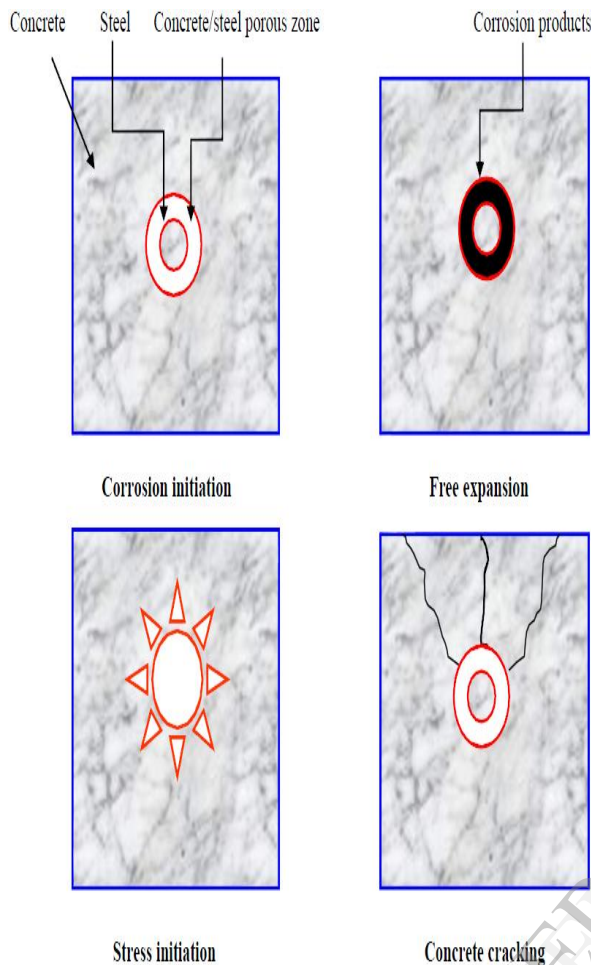 Concrete Steel Concrete/steel porous zone Corrosion products
Corrosion initiation Free expansion
Stress initiation Concrete cracking